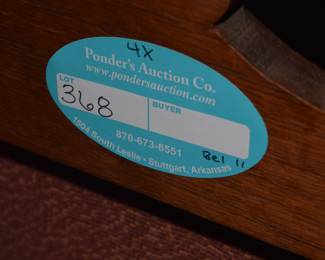 4X
Ponder's Auction Co.
www.pondersauction.com
LOT
368
BUYER
870-673-6551
1504 South Leslie • Stuttgart, Arkansas
Bel 11